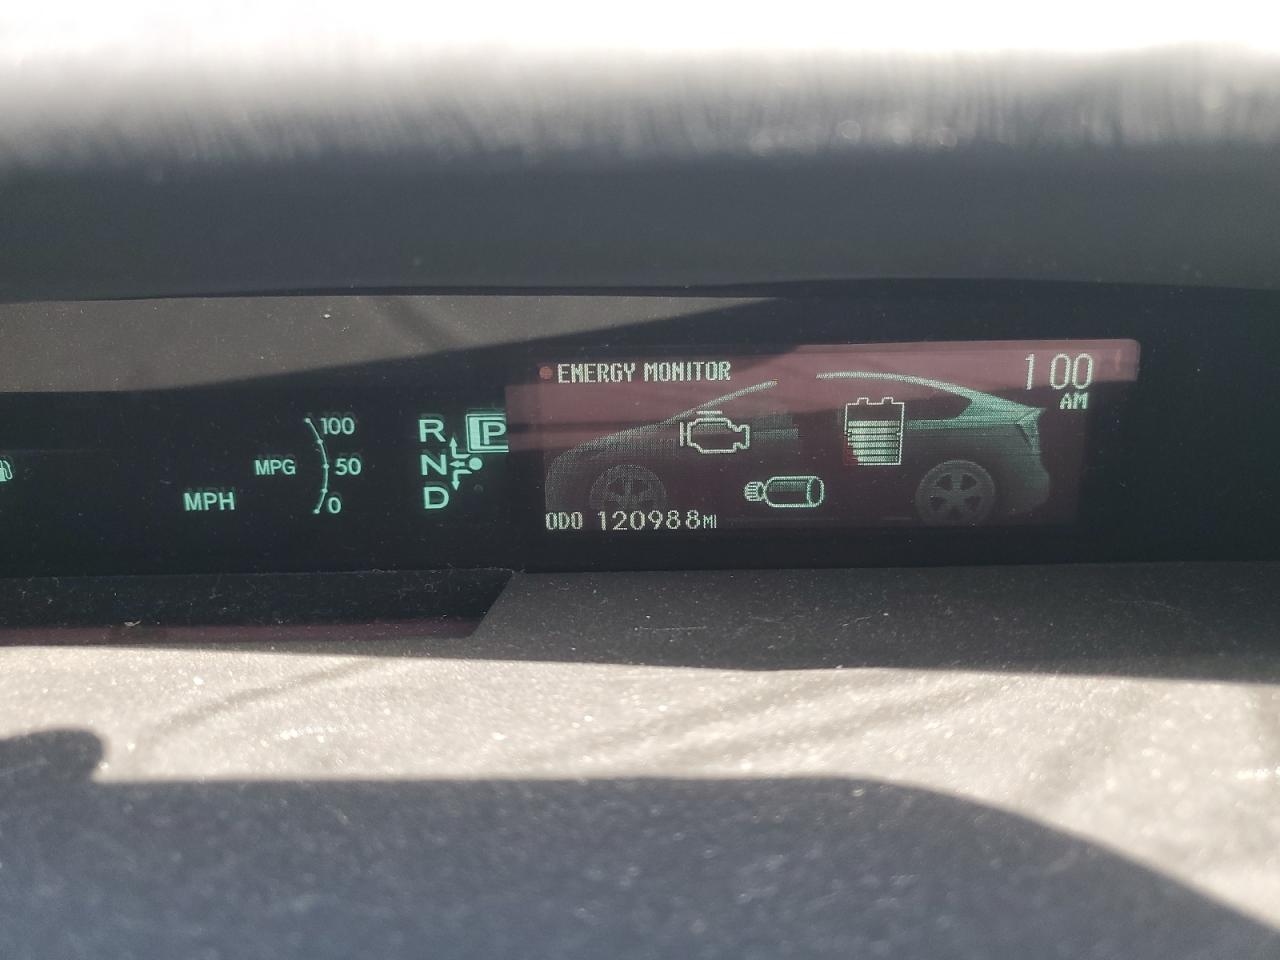 ENERGY MONITOR
1 00
AM
100
MPG 50
0
MPH
R P
N
D
ODO 120988MI